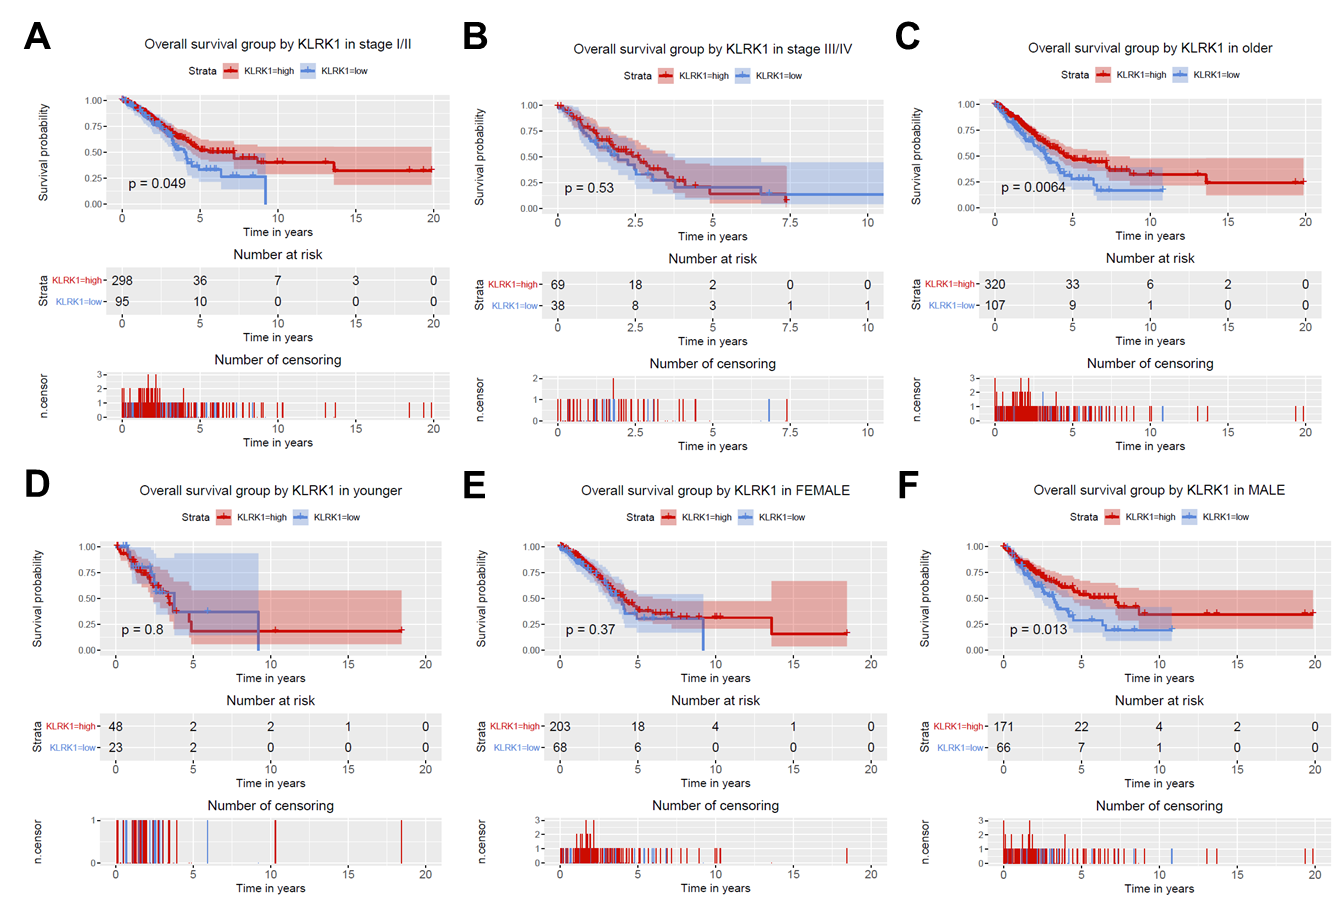 A
Overall survival group by KLRK1 in stage I/II
Strata KLRK1=high KLRK1=low
Survival probability
1.00
0.75
0.50
0.25
0.00
p = 0.049
0 5 10 15 20
Time in years
Number at risk
Strata
KLRK1=high 298 36 7 3 0
KLRK1=low 95 10 0 0 0
0 5 10 15 20
Time in years
Number of censoring
n.censor
3
2
1
0
0 5 10 15 20
Time in years
B
Overall survival group by KLRK1 in stage III/IV
Strata KLRK1=high KLRK1=low
Survival probability
1.00
0.75
0.50
0.25
0.00
p = 0.53
0 2.5 5 7.5 10
Time in years
Number at risk
Strata
KLRK1=high 69 18 2 0 0
KLRK1=low 38 8 3 1 1
0 2.5 5 7.5 10
Time in years
Number of censoring
n.censor
2
1
0
0 2.5 5 7.5 10
Time in years
C
Overall survival group by KLRK1 in older
Strata KLRK1=high KLRK1=low
Survival probability
1.00
0.75
0.50
0.25
0.00
p = 0.0064
0 5 10 15 20
Time in years
Number at risk
Strata
KLRK1=high 320 33 6 2 0
KLRK1=low 107 9 1 0 0
0 5 10 15 20
Time in years
Number of censoring
n.censor
3
2
1
0
0 5 10 15 20
Time in years
D
Overall survival group by KLRK1 in younger
Strata KLRK1=high KLRK1=low
Survival probability
1.00
0.75
0.50
0.25
0.00
p = 0.8
0 5 10 15 20
Time in years
Number at risk
Strata
KLRK1=high 48 2 2 1 0
KLRK1=low 23 2 0 0 0
0 5 10 15 20
Time in years
Number of censoring
n.censor
1
0
0 5 10 15 20
Time in years
E
Overall survival group by KLRK1 in FEMALE
Strata KLRK1=high KLRK1=low
Survival probability
1.00
0.75
0.50
0.25
0.00
p = 0.37
0 5 10 15 20
Time in years
Number at risk
Strata
KLRK1=high 203 18 4 1 0
KLRK1=low 68 6 0 0 0
0 5 10 15 20
Time in years
Number of censoring
n.censor
3
2
1
0
0 5 10 15 20
Time in years
F
Overall survival group by KLRK1 in MALE
Strata KLRK1=high KLRK1=low
Survival probability
1.00
0.75
0.50
0.25
0.00
p = 0.013
0 5 10 15 20
Time in years
Number at risk
Strata
KLRK1=high 171 22 4 2 0
KLRK1=low 66 7 1 0 0
0 5 10 15 20
Time in years
Number of censoring
n.censor
3
2
1
0
0 5 10 15 20
Time in years